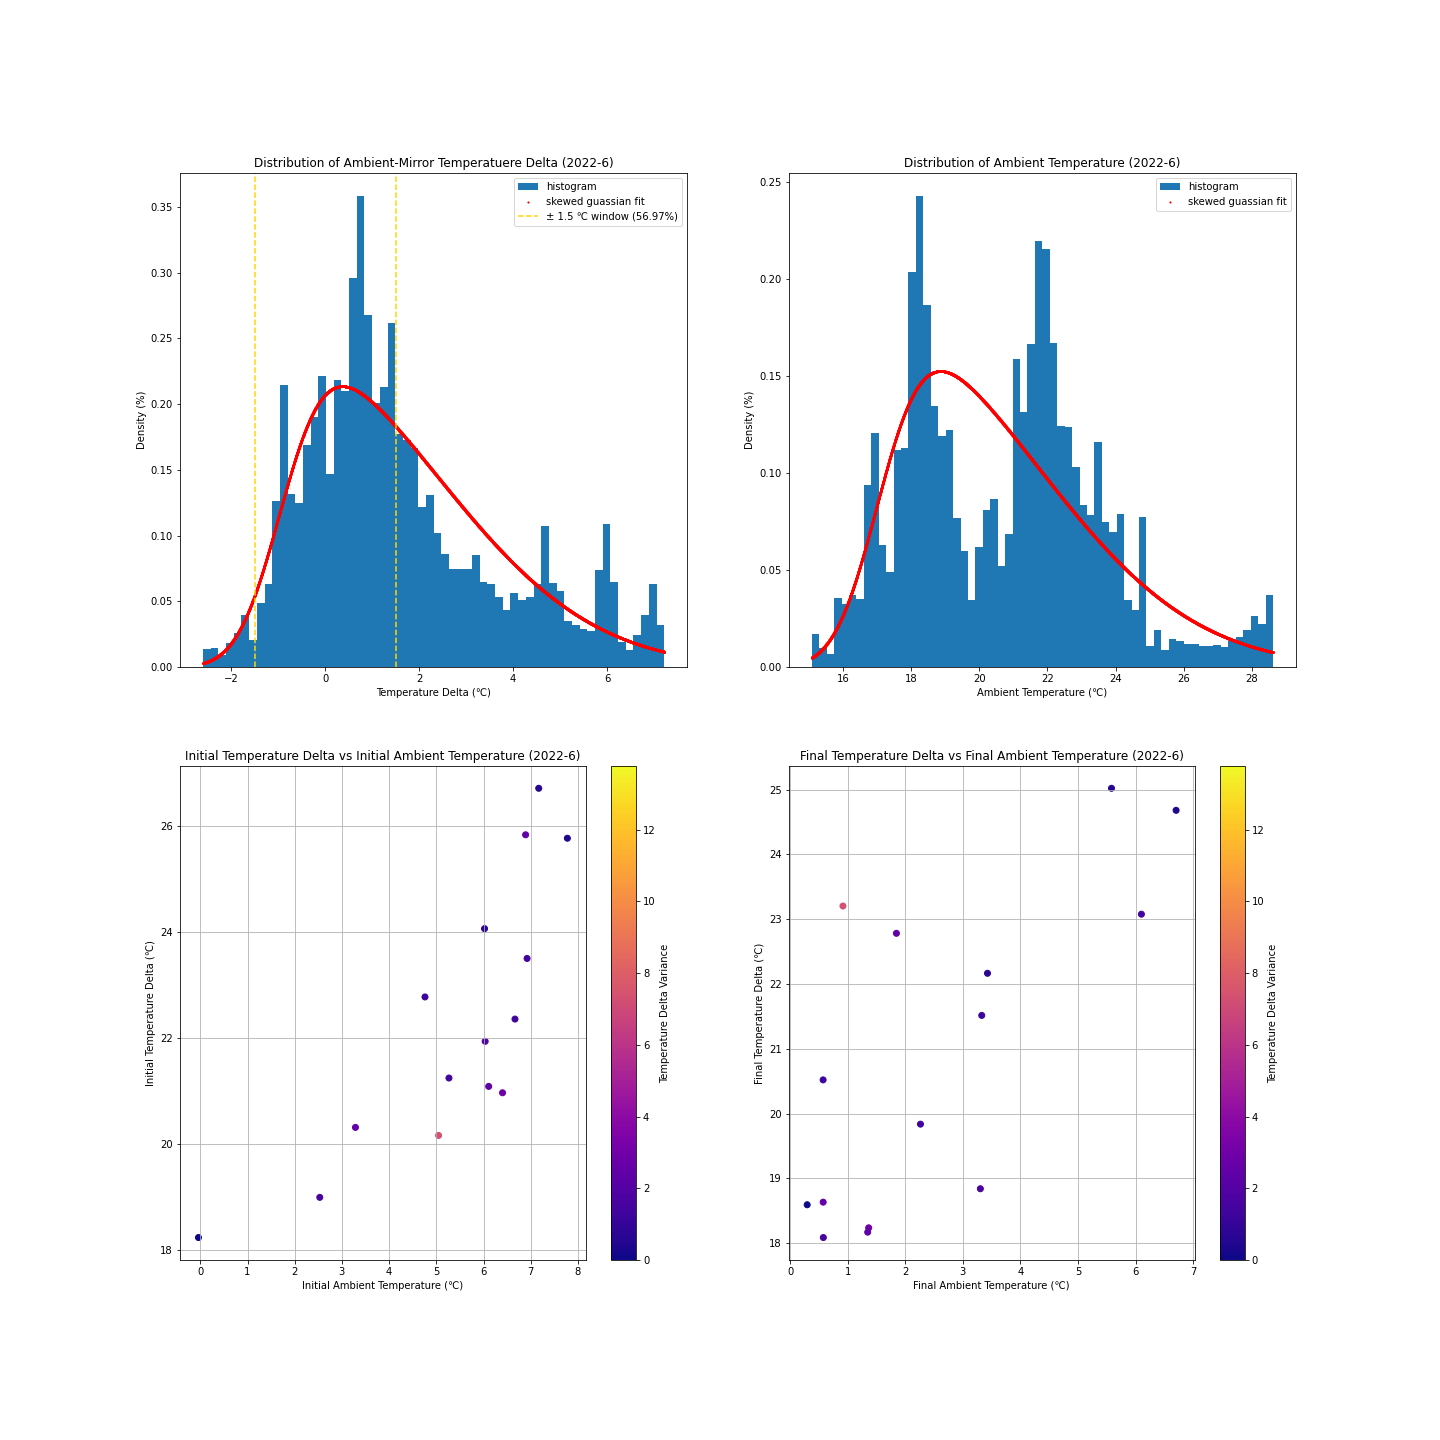 Distribution of Ambient-Mirror Temperatuere Delta (2022-6)
histogram
skewed guassian fit
± 1.5 ℃ window (56.97%)
Density (%)
0.35
0.30
0.25
0.20
0.15
0.10
0.05
0.00
−2 0 2 4 6
Temperature Delta (℃)
Distribution of Ambient Temperature (2022-6)
histogram
skewed guassian fit
Density (%)
0.25
0.20
0.15
0.10
0.05
0.00
16 18 20 22 24 26 28
Ambient Temperature (℃)
Initial Temperature Delta vs Initial Ambient Temperature (2022-6)
Initial Temperature Delta (℃)
26
24
22
20
18
0 1 2 3 4 5 6 7 8
Initial Ambient Temperature (℃)
12
10
8
6
4
2
0
Temperature Delta Variance
Final Temperature Delta vs Final Ambient Temperature (2022-6)
Final Temperature Delta (℃)
25
24
23
22
21
20
19
18
0 1 2 3 4 5 6 7
Final Ambient Temperature (℃)
12
10
8
6
4
2
0
Temperature Delta Variance